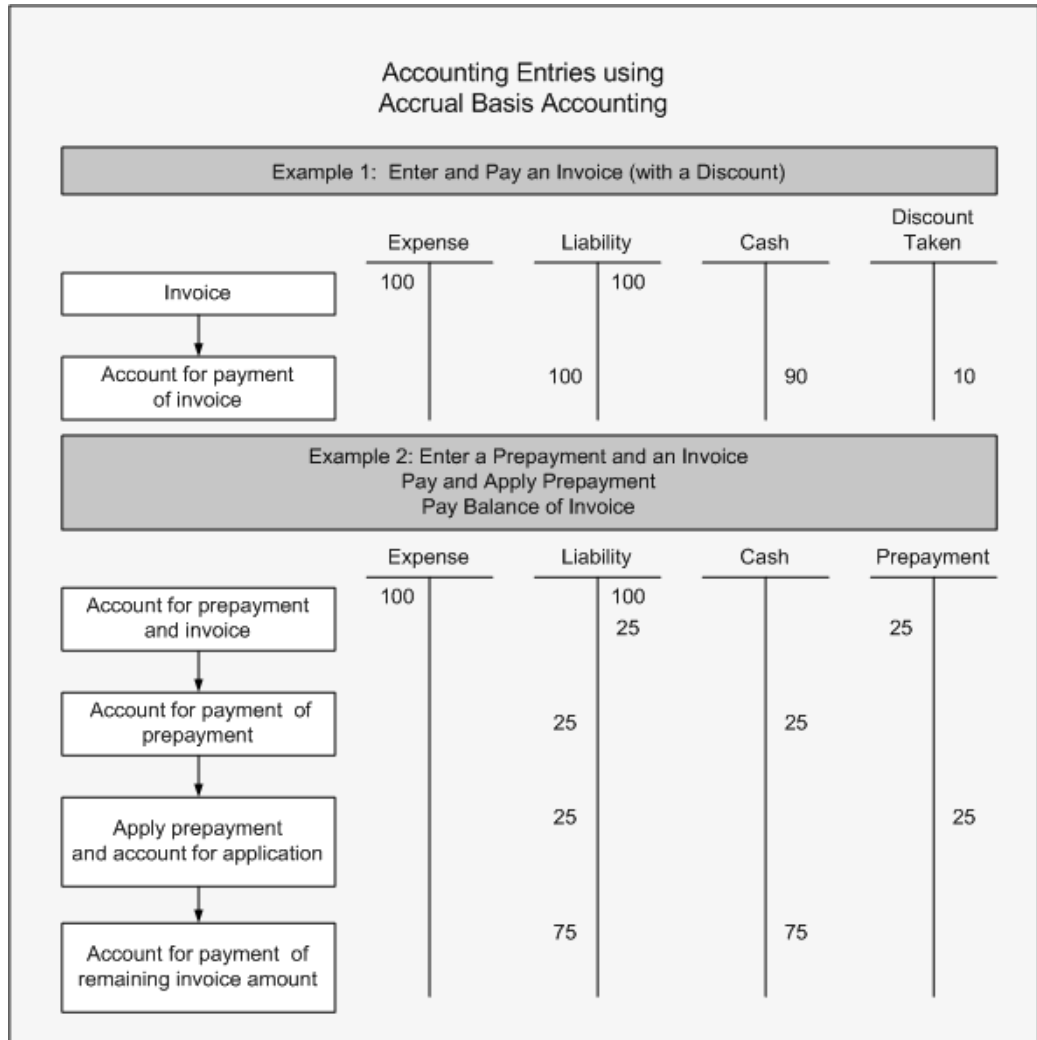 Accounting Entries using
Accrual Basis Accounting
Example 1: Enter and Pay an Invoice (with a Discount)
Expense Liability Cash Discount
Taken
Invoice 100 100
Account for payment
of invoice 100 90 10
Example 2: Enter a Prepayment and an Invoice
Pay and Apply Prepayment
Pay Balance of Invoice
Expense Liability Cash Prepayment
Account for prepayment
and invoice 100 100
25 25
Account for payment of
prepayment 25 25
Apply prepayment
and account for application 25 25
Account for payment of
remaining invoice amount 75 75